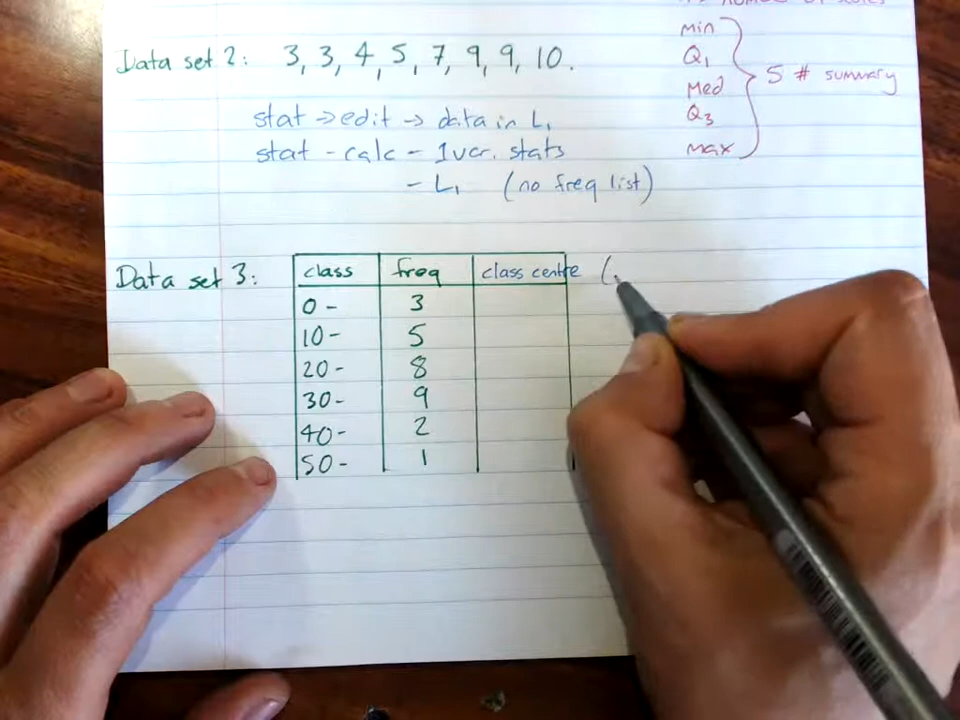 Data set 2: 3, 3, 4, 5, 7, 9, 9, 10.
min
Q1
Med
Q3
max
5 # summary
stat → edit → data in L1
stat - calc - 1var. stats
- L1 (no freq list)
Data set 3:
class freq class centre (
0- 3
10- 5
20- 8
30- 9
40- 2
50- 1